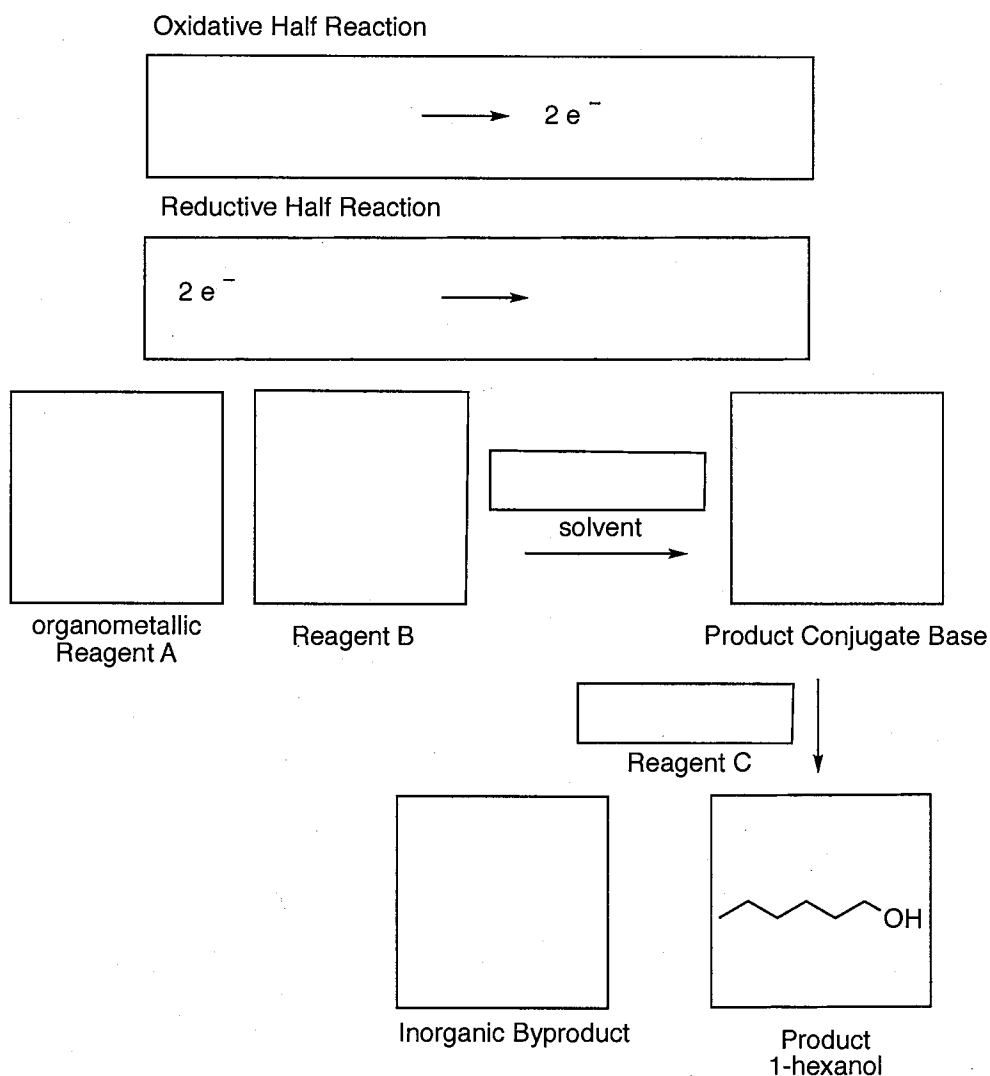 Oxidative Half Reaction
2 e −
Reductive Half Reaction
2 e −
solvent
organometallic
Reagent A
Reagent B
Product Conjugate Base
Reagent C
OH
Inorganic Byproduct
Product
1-hexanol